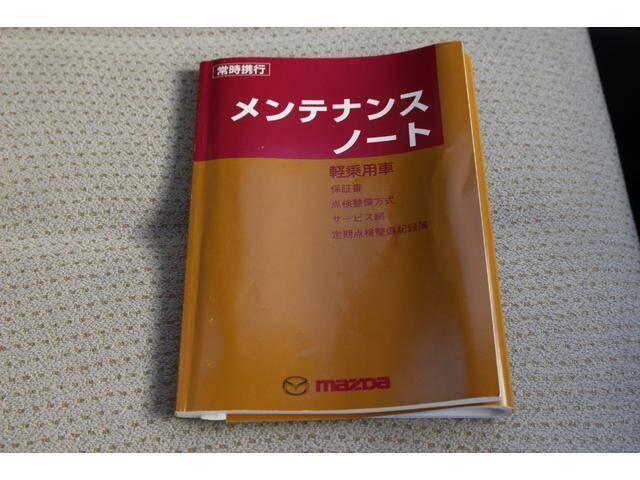 常時携行
メンテナンス
ノート
軽乗用車
保証書
点検整備方式
サービス網
定期点検整備記録簿
mazda